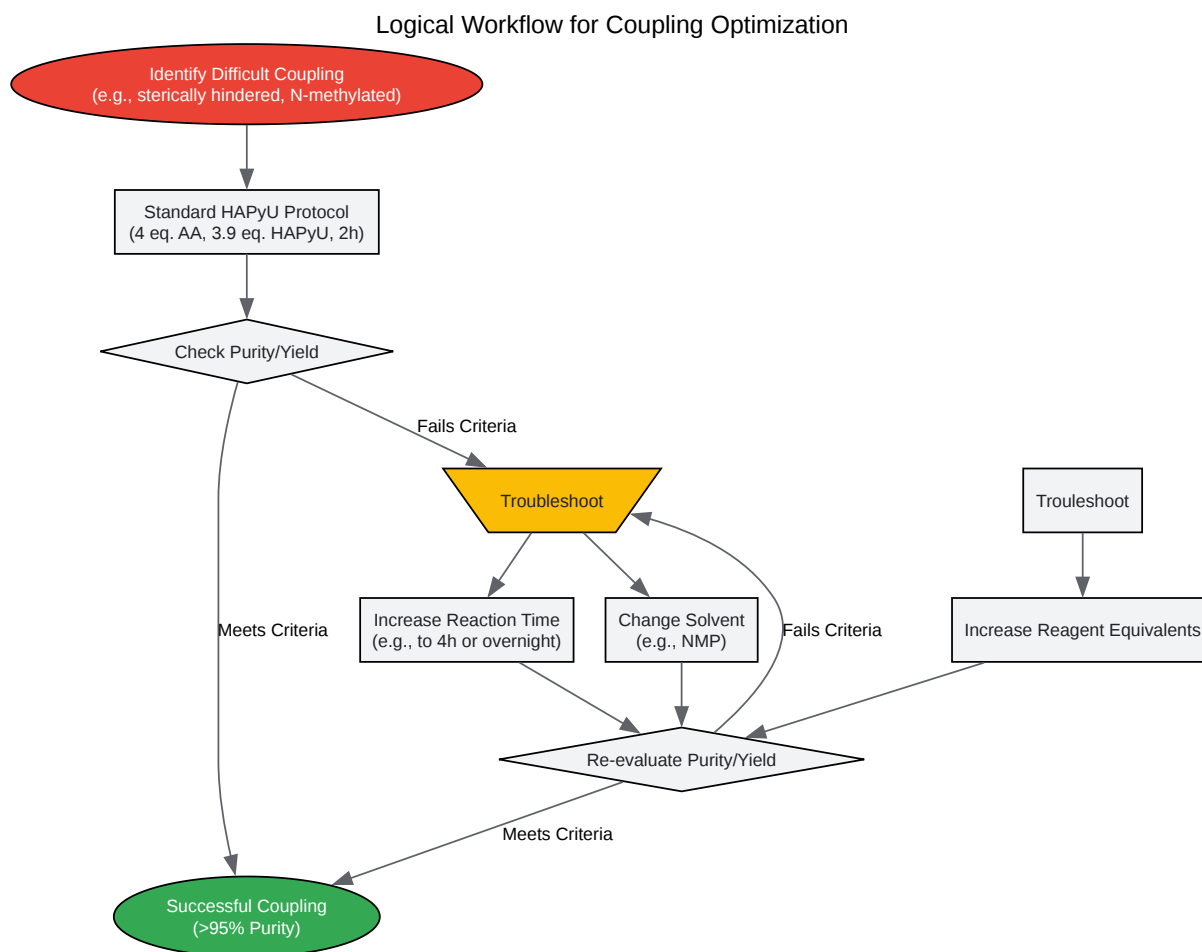 Logical Workflow for Coupling Optimization
Identify Difficult Coupling
(e.g., sterically hindered, N-methylated)
Standard HAPyU Protocol
(4 eq. AA, 3.9 eq. HAPyU, 2h)
Check Purity/Yield
Fails Criteria
Troubleshoot
Trouleshoot
Increase Reaction Time
(e.g., to 4h or overnight)
Change Solvent
(e.g., NMP)
Increase Reagent Equivalents
Meets Criteria
Fails Criteria
Re-evaluate Purity/Yield
Meets Criteria
Successful Coupling
(>95% Purity)